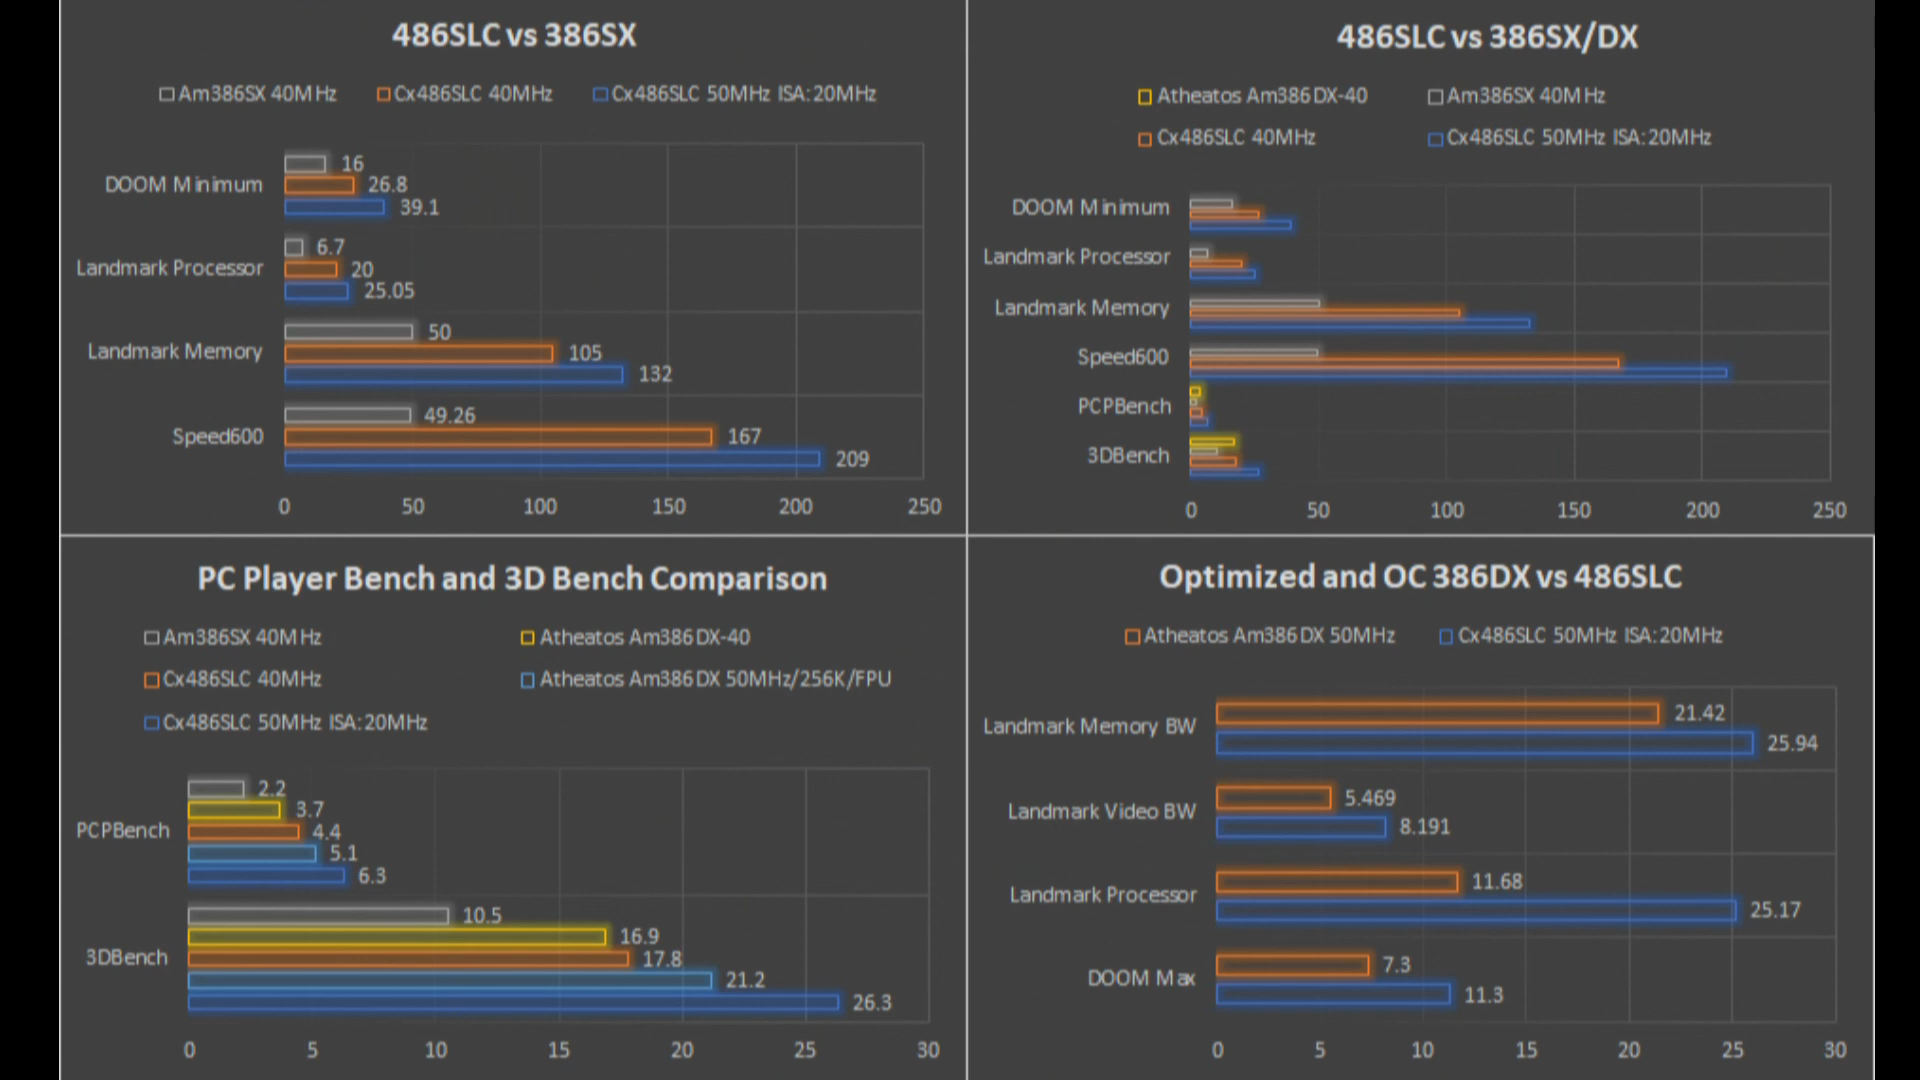 486SLC vs 386SX
Am386SX 40MHz Cx486SLC 40MHz Cx486SLC 50MHz ISA:20MHz
DOOM Minimum
16
26.8
39.1
Landmark Processor
6.7
20
25.05
Landmark Memory
50
105
132
Speed600
49.26
167
209
0 50 100 150 200 250
486SLC vs 386SX/DX
Atheatos Am386DX-40 Am386SX 40MHz
Cx486SLC 40MHz Cx486SLC 50MHz ISA:20MHz
DOOM Minimum
Landmark Processor
Landmark Memory
Speed600
PCPBench
3DBench
0 50 100 150 200 250
PC Player Bench and 3D Bench Comparison
Am386SX 40MHz Atheatos Am386DX-40
Cx486SLC 40MHz Atheatos Am386DX 50MHz/256K/FPU
Cx486SLC 50MHz ISA:20MHz
PCPBench
2.2
3.7
4.4
5.1
6.3
3DBench
10.5
16.9
17.8
21.2
26.3
0 5 10 15 20 25 30
Optimized and OC 386DX vs 486SLC
Atheatos Am386DX 50MHz Cx486SLC 50MHz ISA:20MHz
Landmark Memory BW
21.42
25.94
Landmark Video BW
5.469
8.191
Landmark Processor
11.68
25.17
DOOM Max
7.3
11.3
0 5 10 15 20 25 30